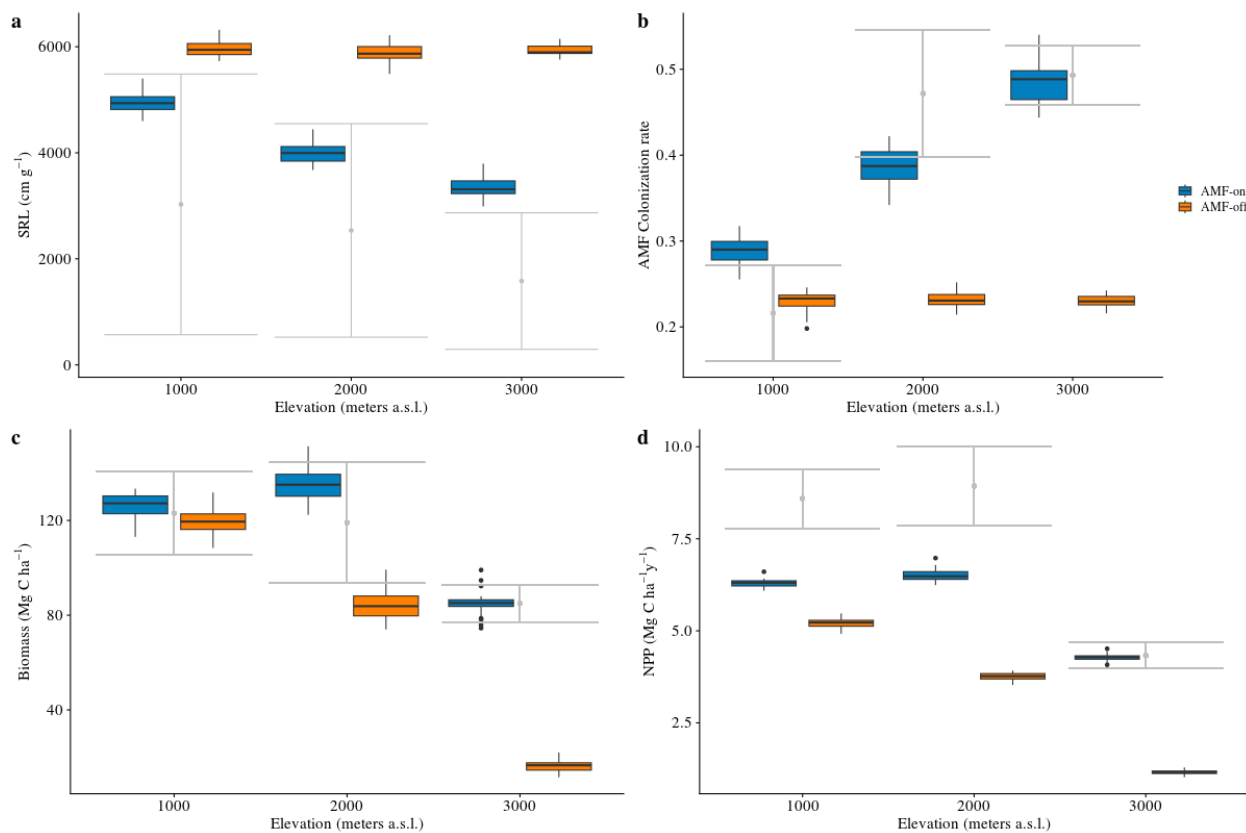 a
6000
4000
2000
0
SRL (cm g⁻¹)
1000 2000 3000
Elevation (meters a.s.l.)
b
0.5
0.4
0.3
0.2
AMF Colonization rate
1000 2000 3000
Elevation (meters a.s.l.)
AMF-on
AMF-off
c
120
80
40
Biomass (Mg C ha⁻¹)
1000 2000 3000
Elevation (meters a.s.l.)
d
10.0
7.5
5.0
2.5
NPP (Mg C ha⁻¹y⁻¹)
1000 2000 3000
Elevation (meters a.s.l.)